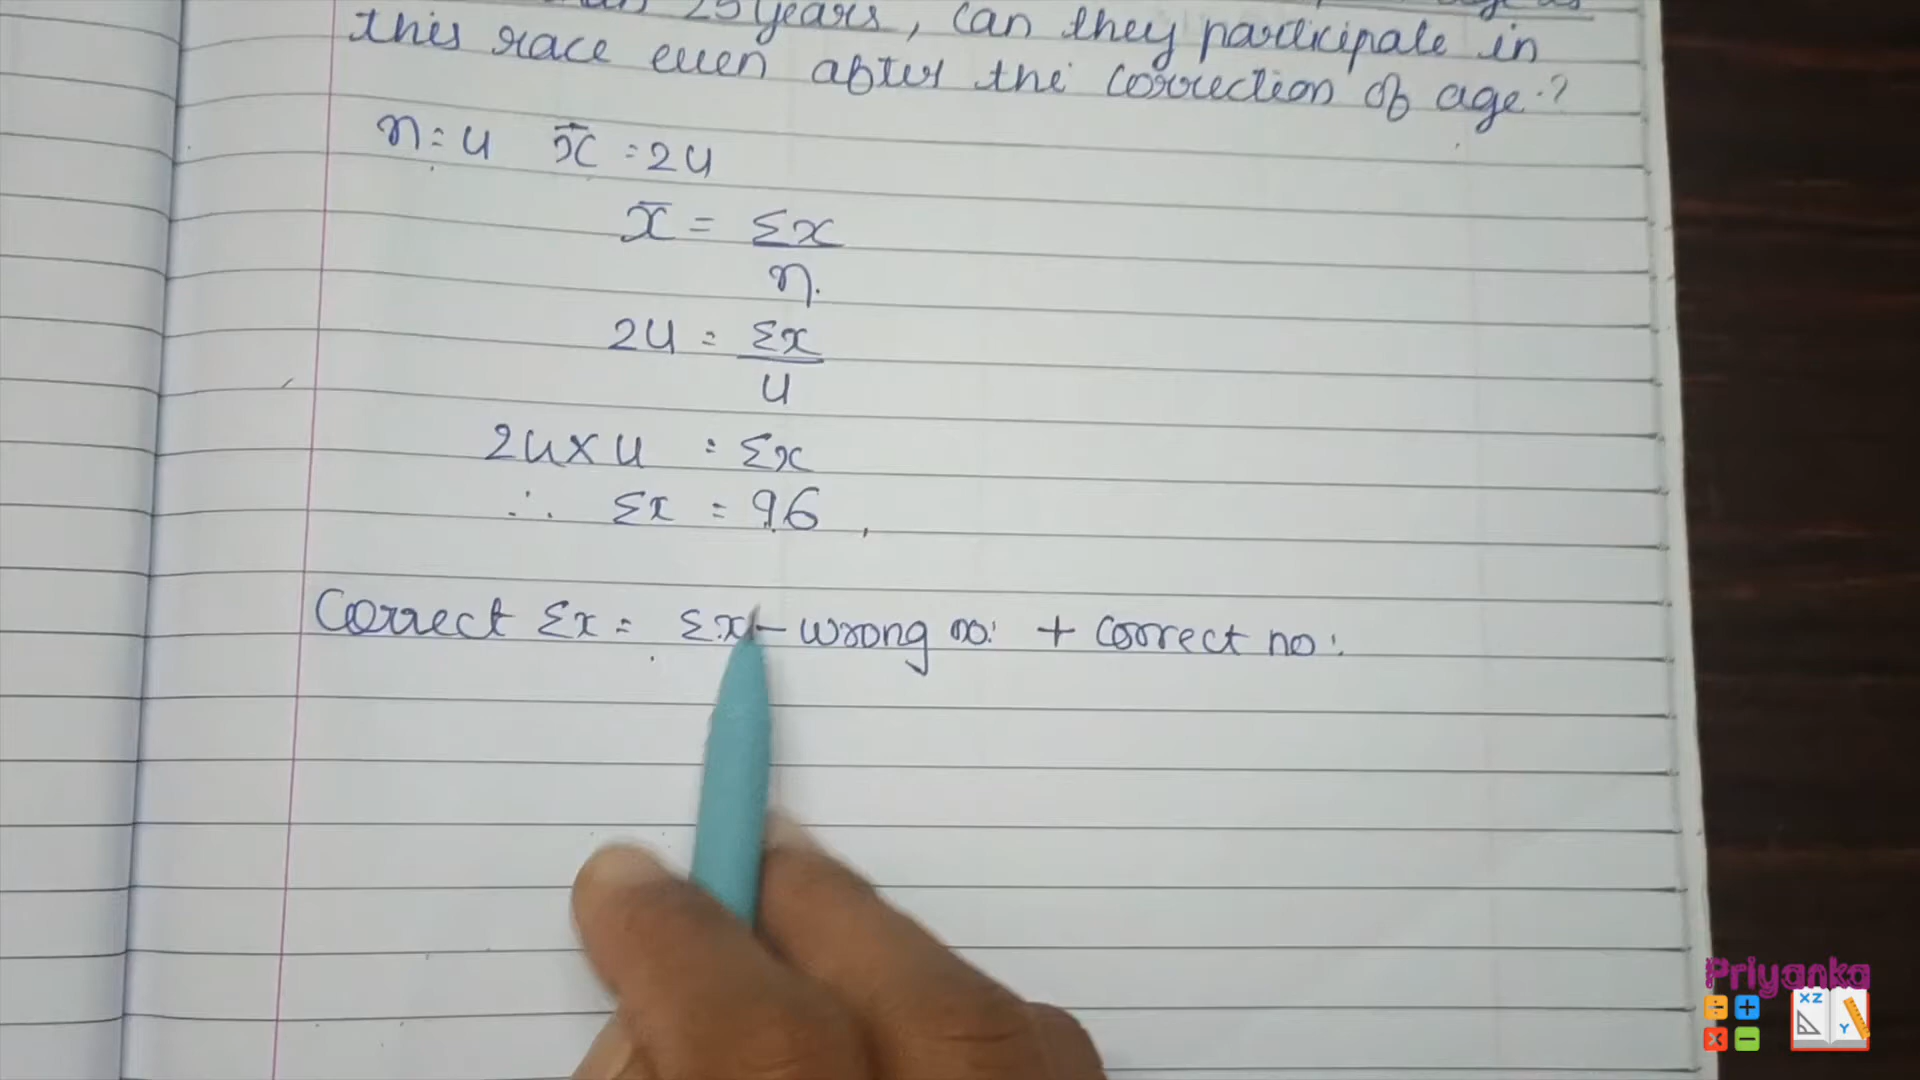 25 years, can they participate in
this race even after the correction of age.?
n = 4 x̄ = 24
x̄ = Σx
n.
24 = Σx
4
24 x 4 = Σx
∴ Σx = 96
Correct Σx = Σx - wrong no: + correct no:
Priyanka
XZ
Y